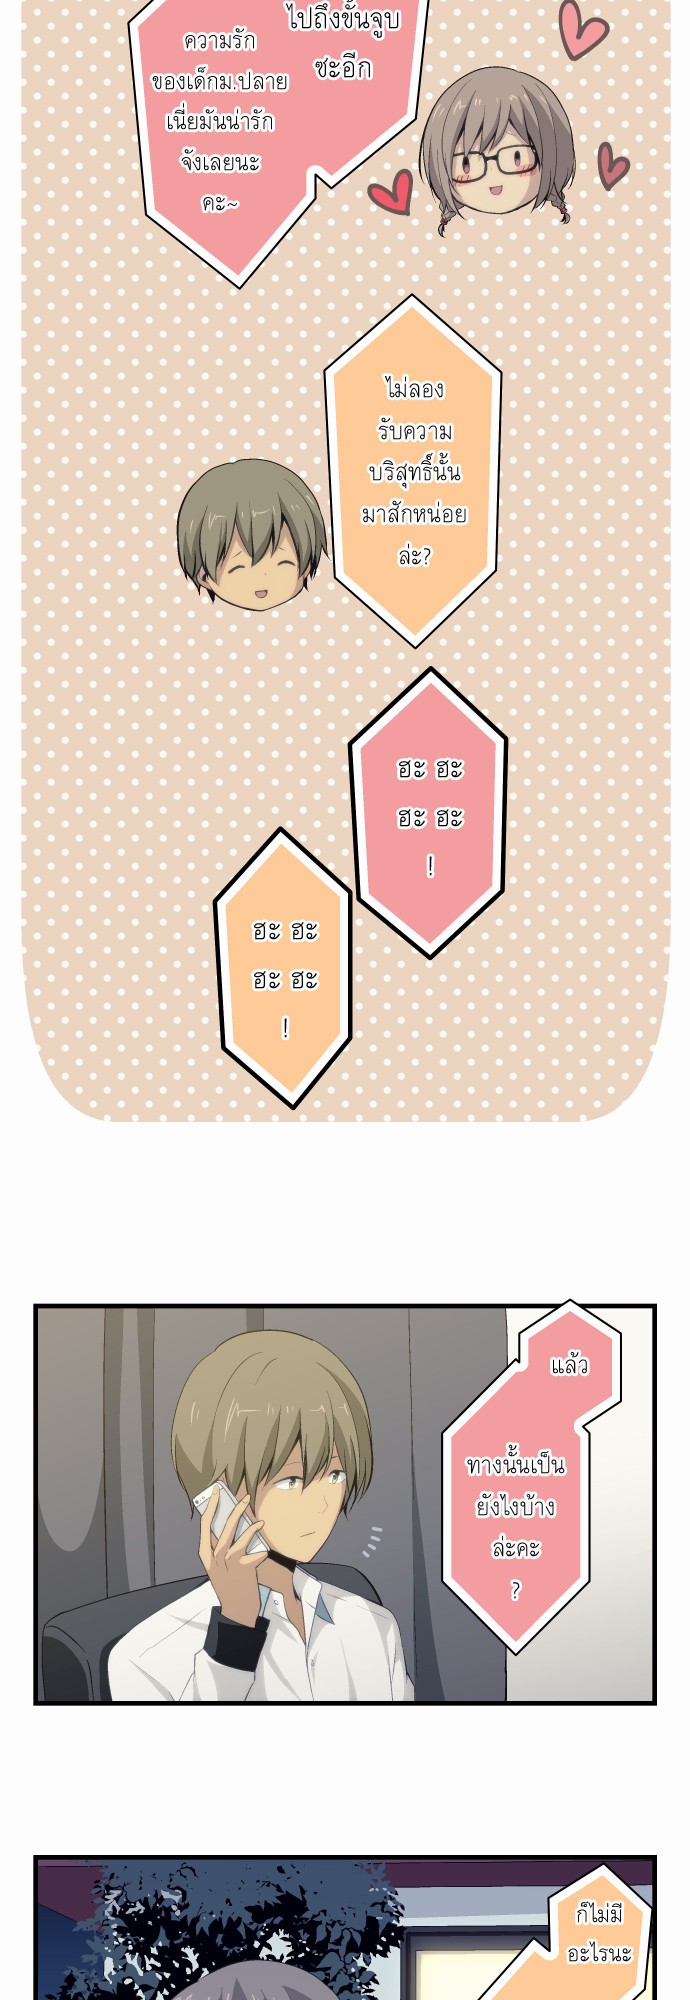 ไปถึงขั้นจูบ
ซะอีก
ความรัก
ของเด็กม.ปลาย
เนี่ยมันน่ารัก
จังเลยนะ
คะ~
ไม่ลอง
รับความ
บริสุทธิ์นั้น
มาสักหน่อย
ล่ะ?
ฮะ ฮะ
ฮะ ฮะ
!
ฮะ ฮะ
ฮะ ฮะ
!
แล้ว
ทางนั้นเป็น
ยังไงบ้าง
ล่ะคะ
?
ก็ไม่มี
อะไรนะ